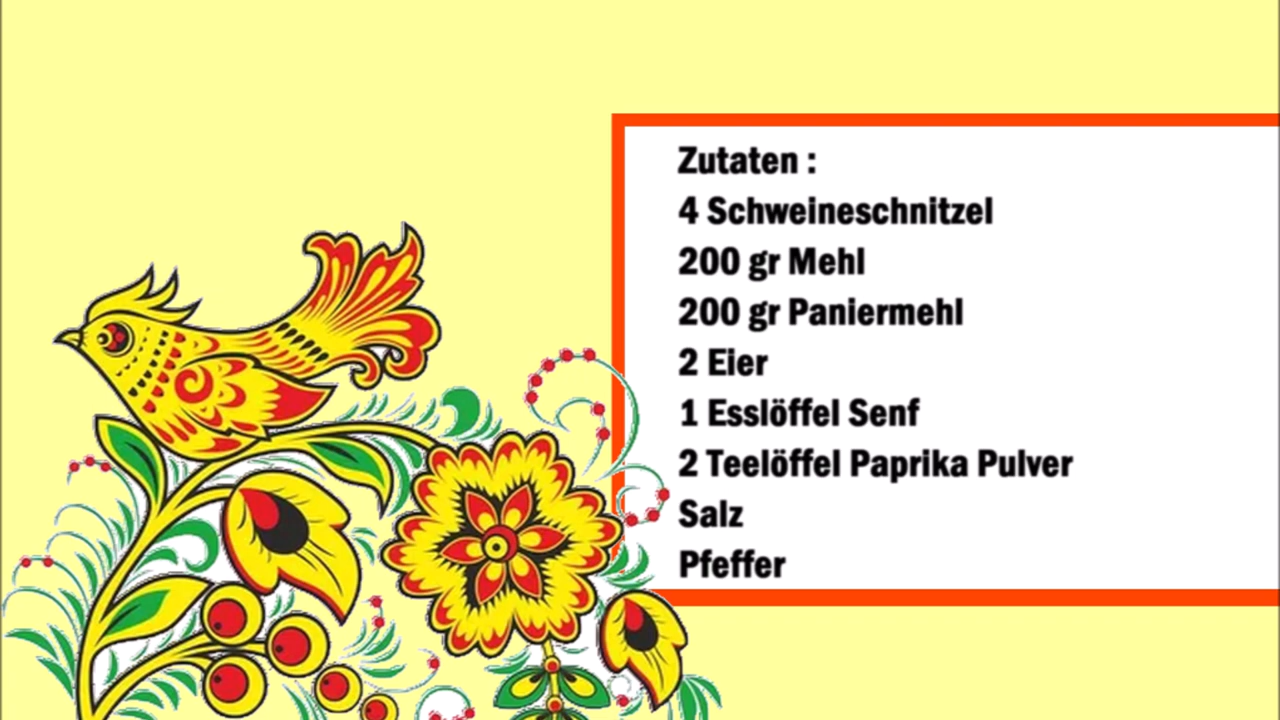 Zutaten :
4 Schweineschnitzel
200 gr Mehl
200 gr Paniermehl
2 Eier
1 Esslöffel Senf
2 Teelöffel Paprika Pulver
Salz
Pfeffer